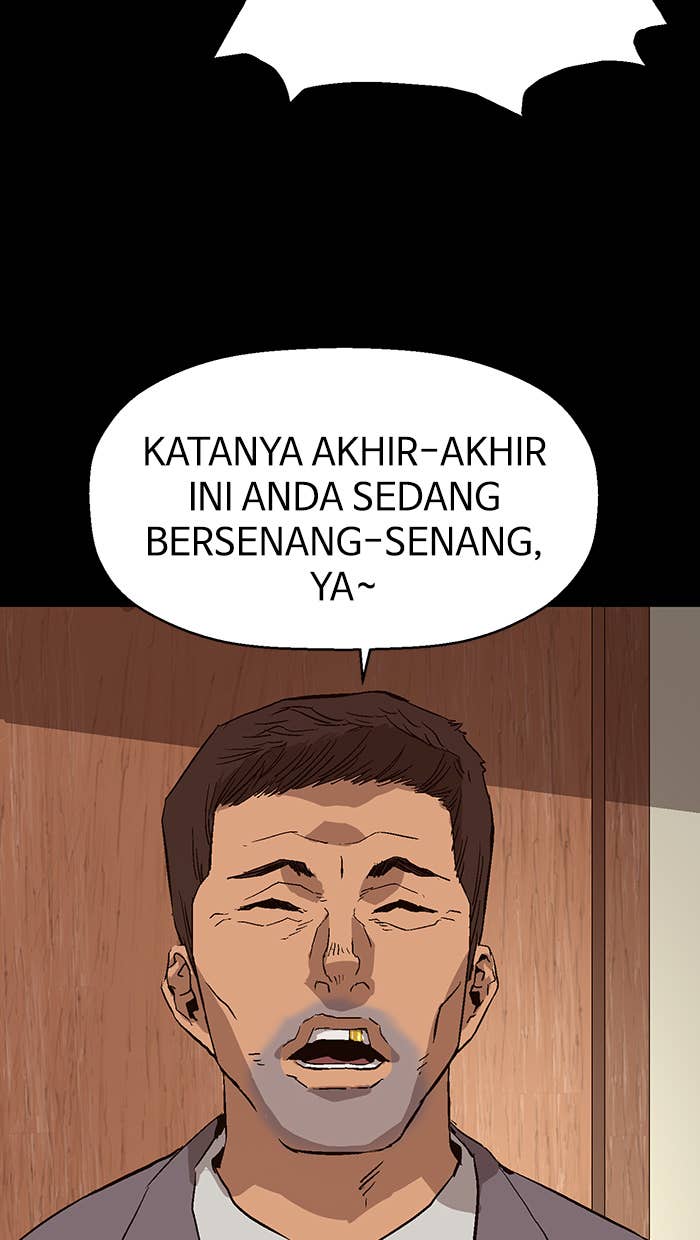 KATANYA AKHIR-AKHIR
INI ANDA SEDANG
BERSENANG-SENANG,
YA~